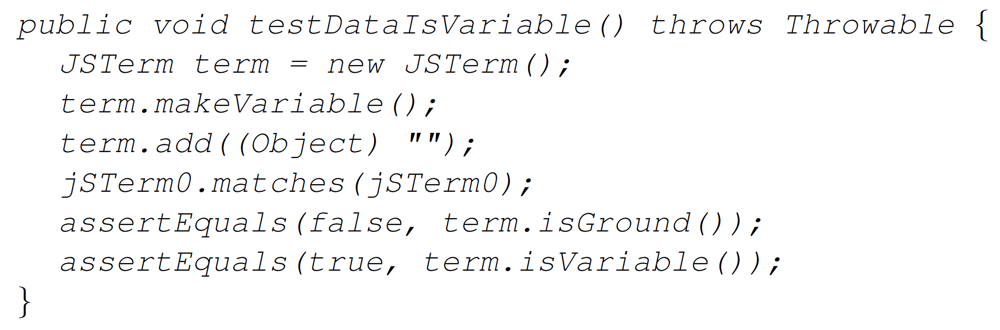 public void testDataIsVariable() throws Throwable {
JSTerm term = new JSTerm();
term.makeVariable();
term.add((Object) "");
jSTerm0.matches(jSTerm0);
assertEquals(false, term.isGround());
assertEquals(true, term.isVariable());
}